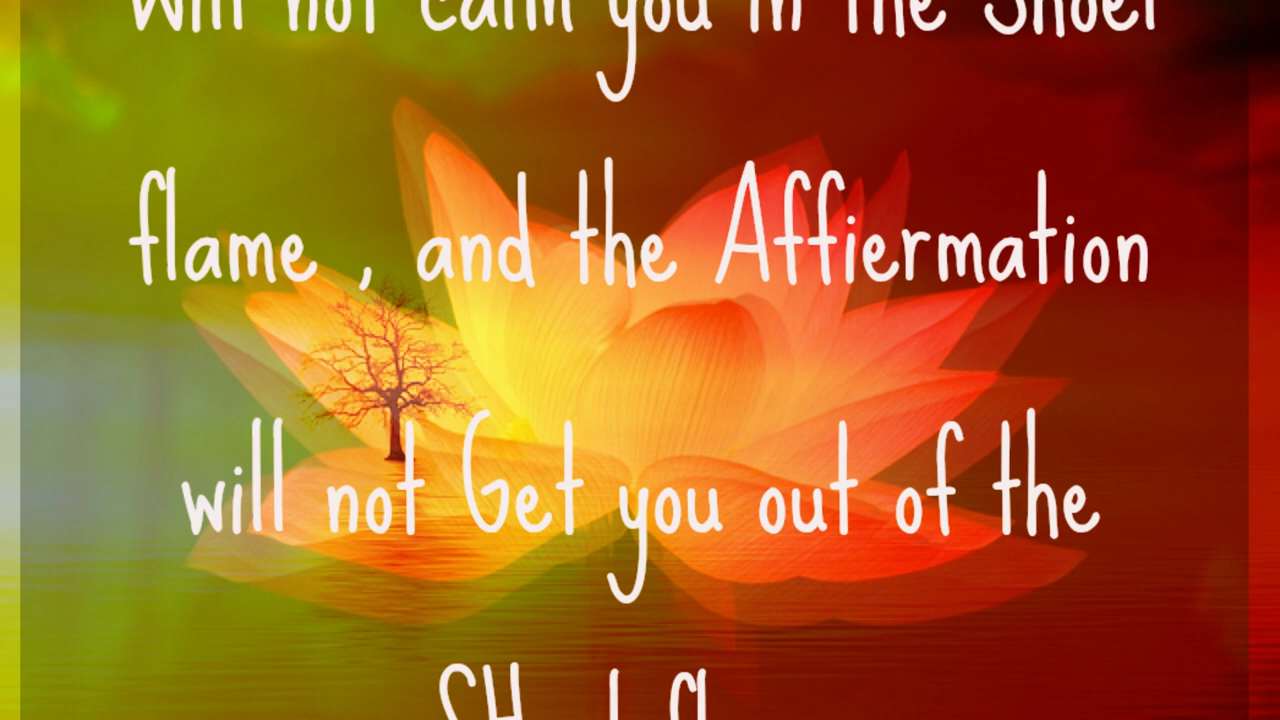 will not calm you in the Shoel
flame , and the Affiermation
will not Get you out of the